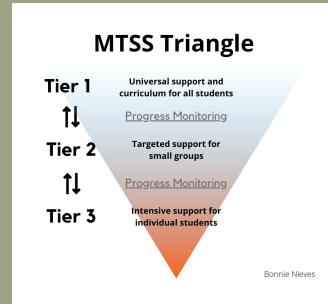 MTSS Triangle
Tier 1
Universal support and
curriculum for all students
Progress Monitoring
Tier 2
Targeted support for
small groups
Progress Monitoring
Tier 3
Intensive support for
individual students
Bonnie Nieves